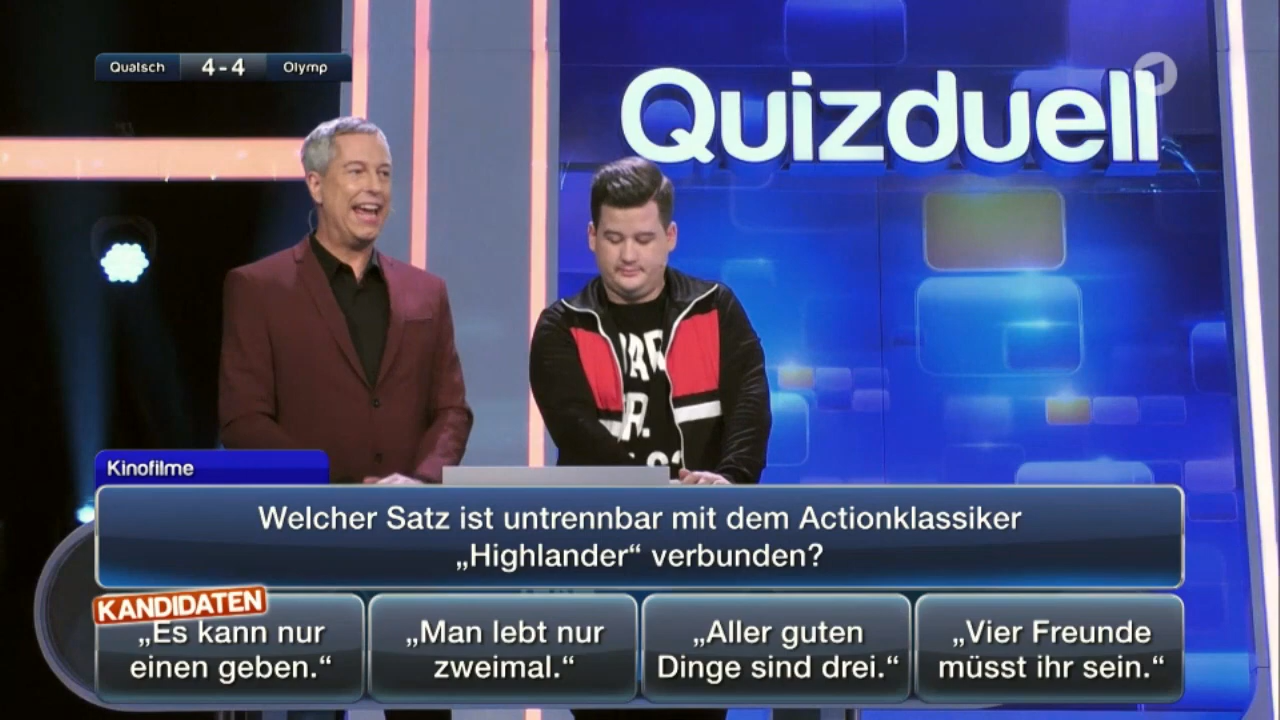 Qualsch 4-4 Olymp
Quizduell
Kinofilme
Welcher Satz ist untrennbar mit dem Actionklassiker
„Highlander“ verbunden?
KANDIDATEN
„Es kann nur
einen geben.“
„Man lebt nur
zweimal.“
„Aller guten
Dinge sind drei.“
„Vier Freunde
müsst ihr sein.“